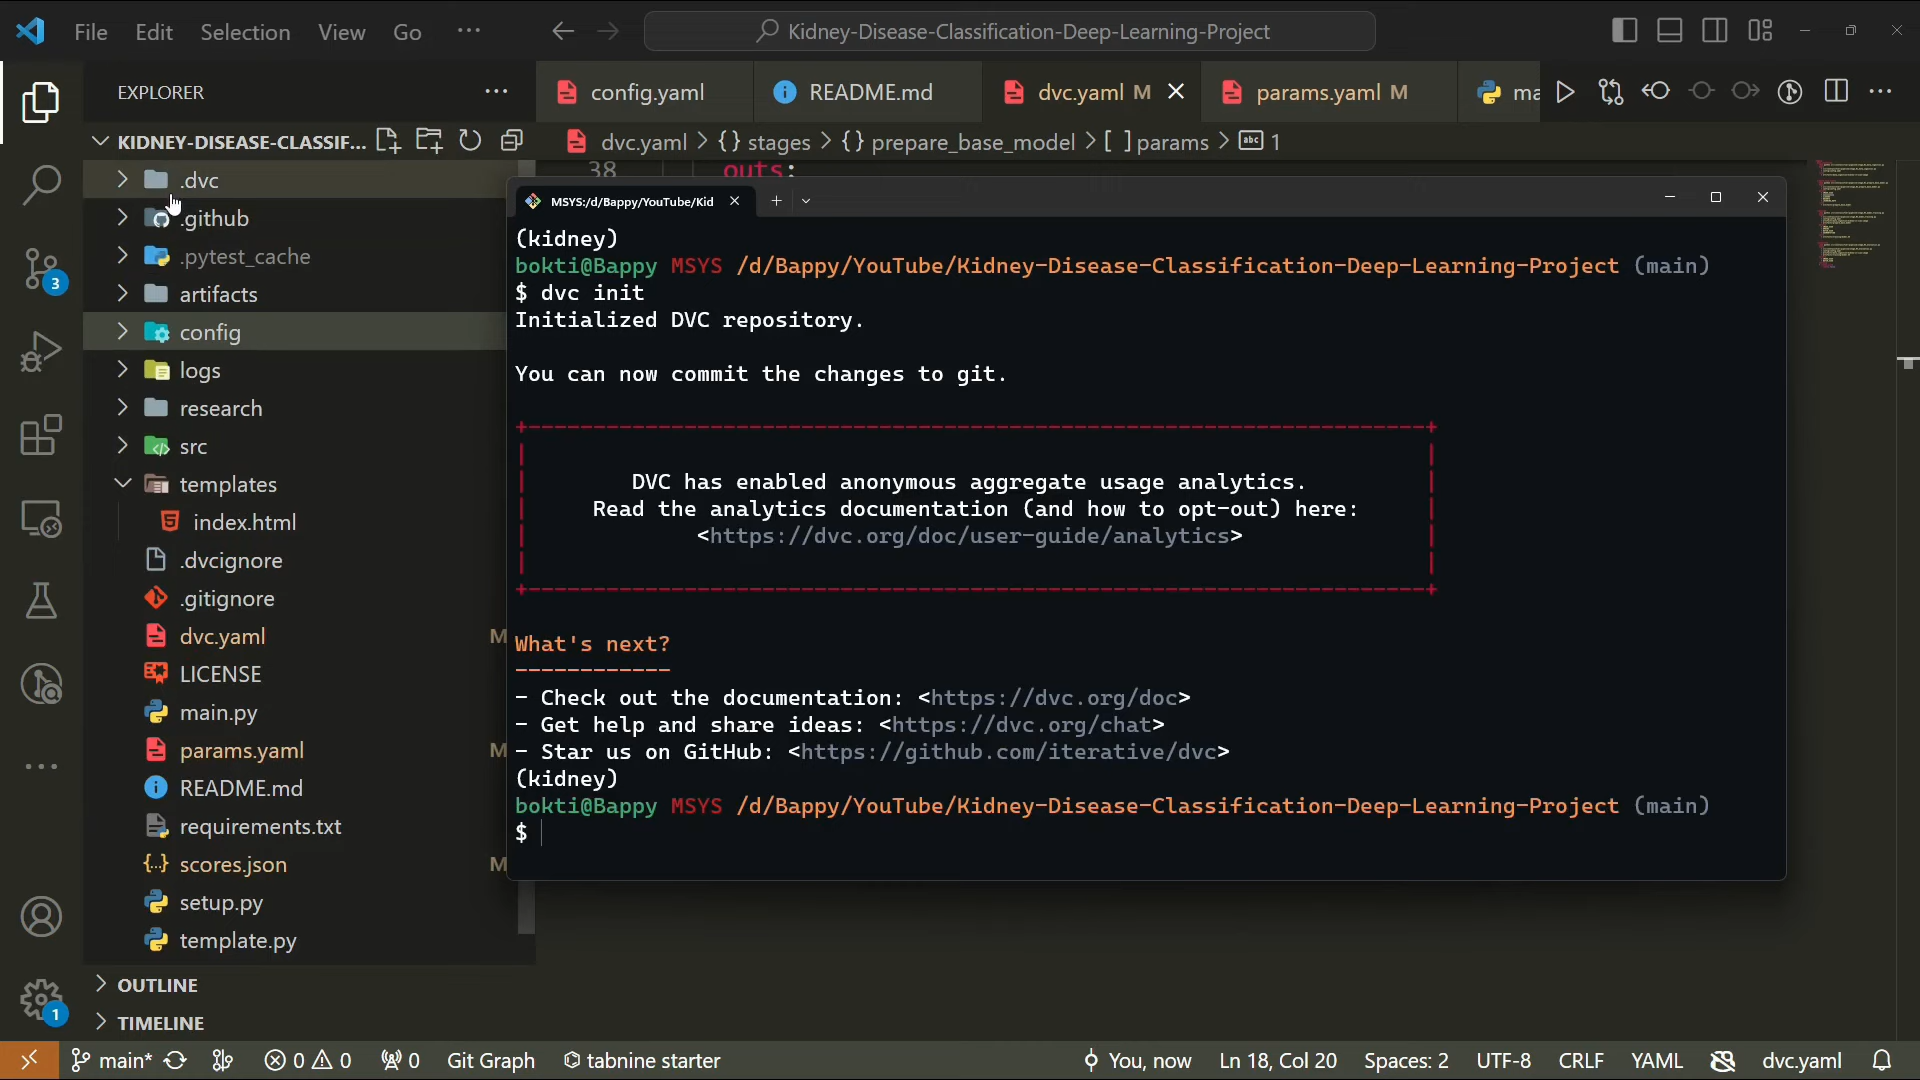 File Edit Selection View Go ···
Kidney-Disease-Classification-Deep-Learning-Project
EXPLORER
config.yaml
README.md
dvc.yaml M
params.yaml M
ma
KIDNEY-DISEASE-CLASSIF...
dvc.yaml > {} stages > {} prepare_base_model > [ ] params > abc 1
38 outs:
.dvc
.github
.pytest_cache
artifacts
config
logs
research
src
templates
index.html
.dvcignore
.gitignore
dvc.yaml M
LICENSE
main.py
params.yaml M
README.md
requirements.txt
scores.json M
setup.py
template.py
OUTLINE
TIMELINE
3
1
MSYS:/d/Bappy/YouTube/Kid
(kidney)
bokti@Bappy MSYS /d/Bappy/YouTube/Kidney-Disease-Classification-Deep-Learning-Project (main)
$ dvc init
Initialized DVC repository.
You can now commit the changes to git.
+---------------------------------------------------------------------+
DVC has enabled anonymous aggregate usage analytics.
Read the analytics documentation (and how to opt-out) here:
<https://dvc.org/doc/user-guide/analytics>
+---------------------------------------------------------------------+
What's next?
------------
- Check out the documentation: <https://dvc.org/doc>
- Get help and share ideas: <https://dvc.org/chat>
- Star us on GitHub: <https://github.com/iterative/dvc>
(kidney)
bokti@Bappy MSYS /d/Bappy/YouTube/Kidney-Disease-Classification-Deep-Learning-Project (main)
$
main* 0 0 0 Git Graph tabnine starter You, now Ln 18, Col 20 Spaces: 2 UTF-8 CRLF YAML dvc.yaml